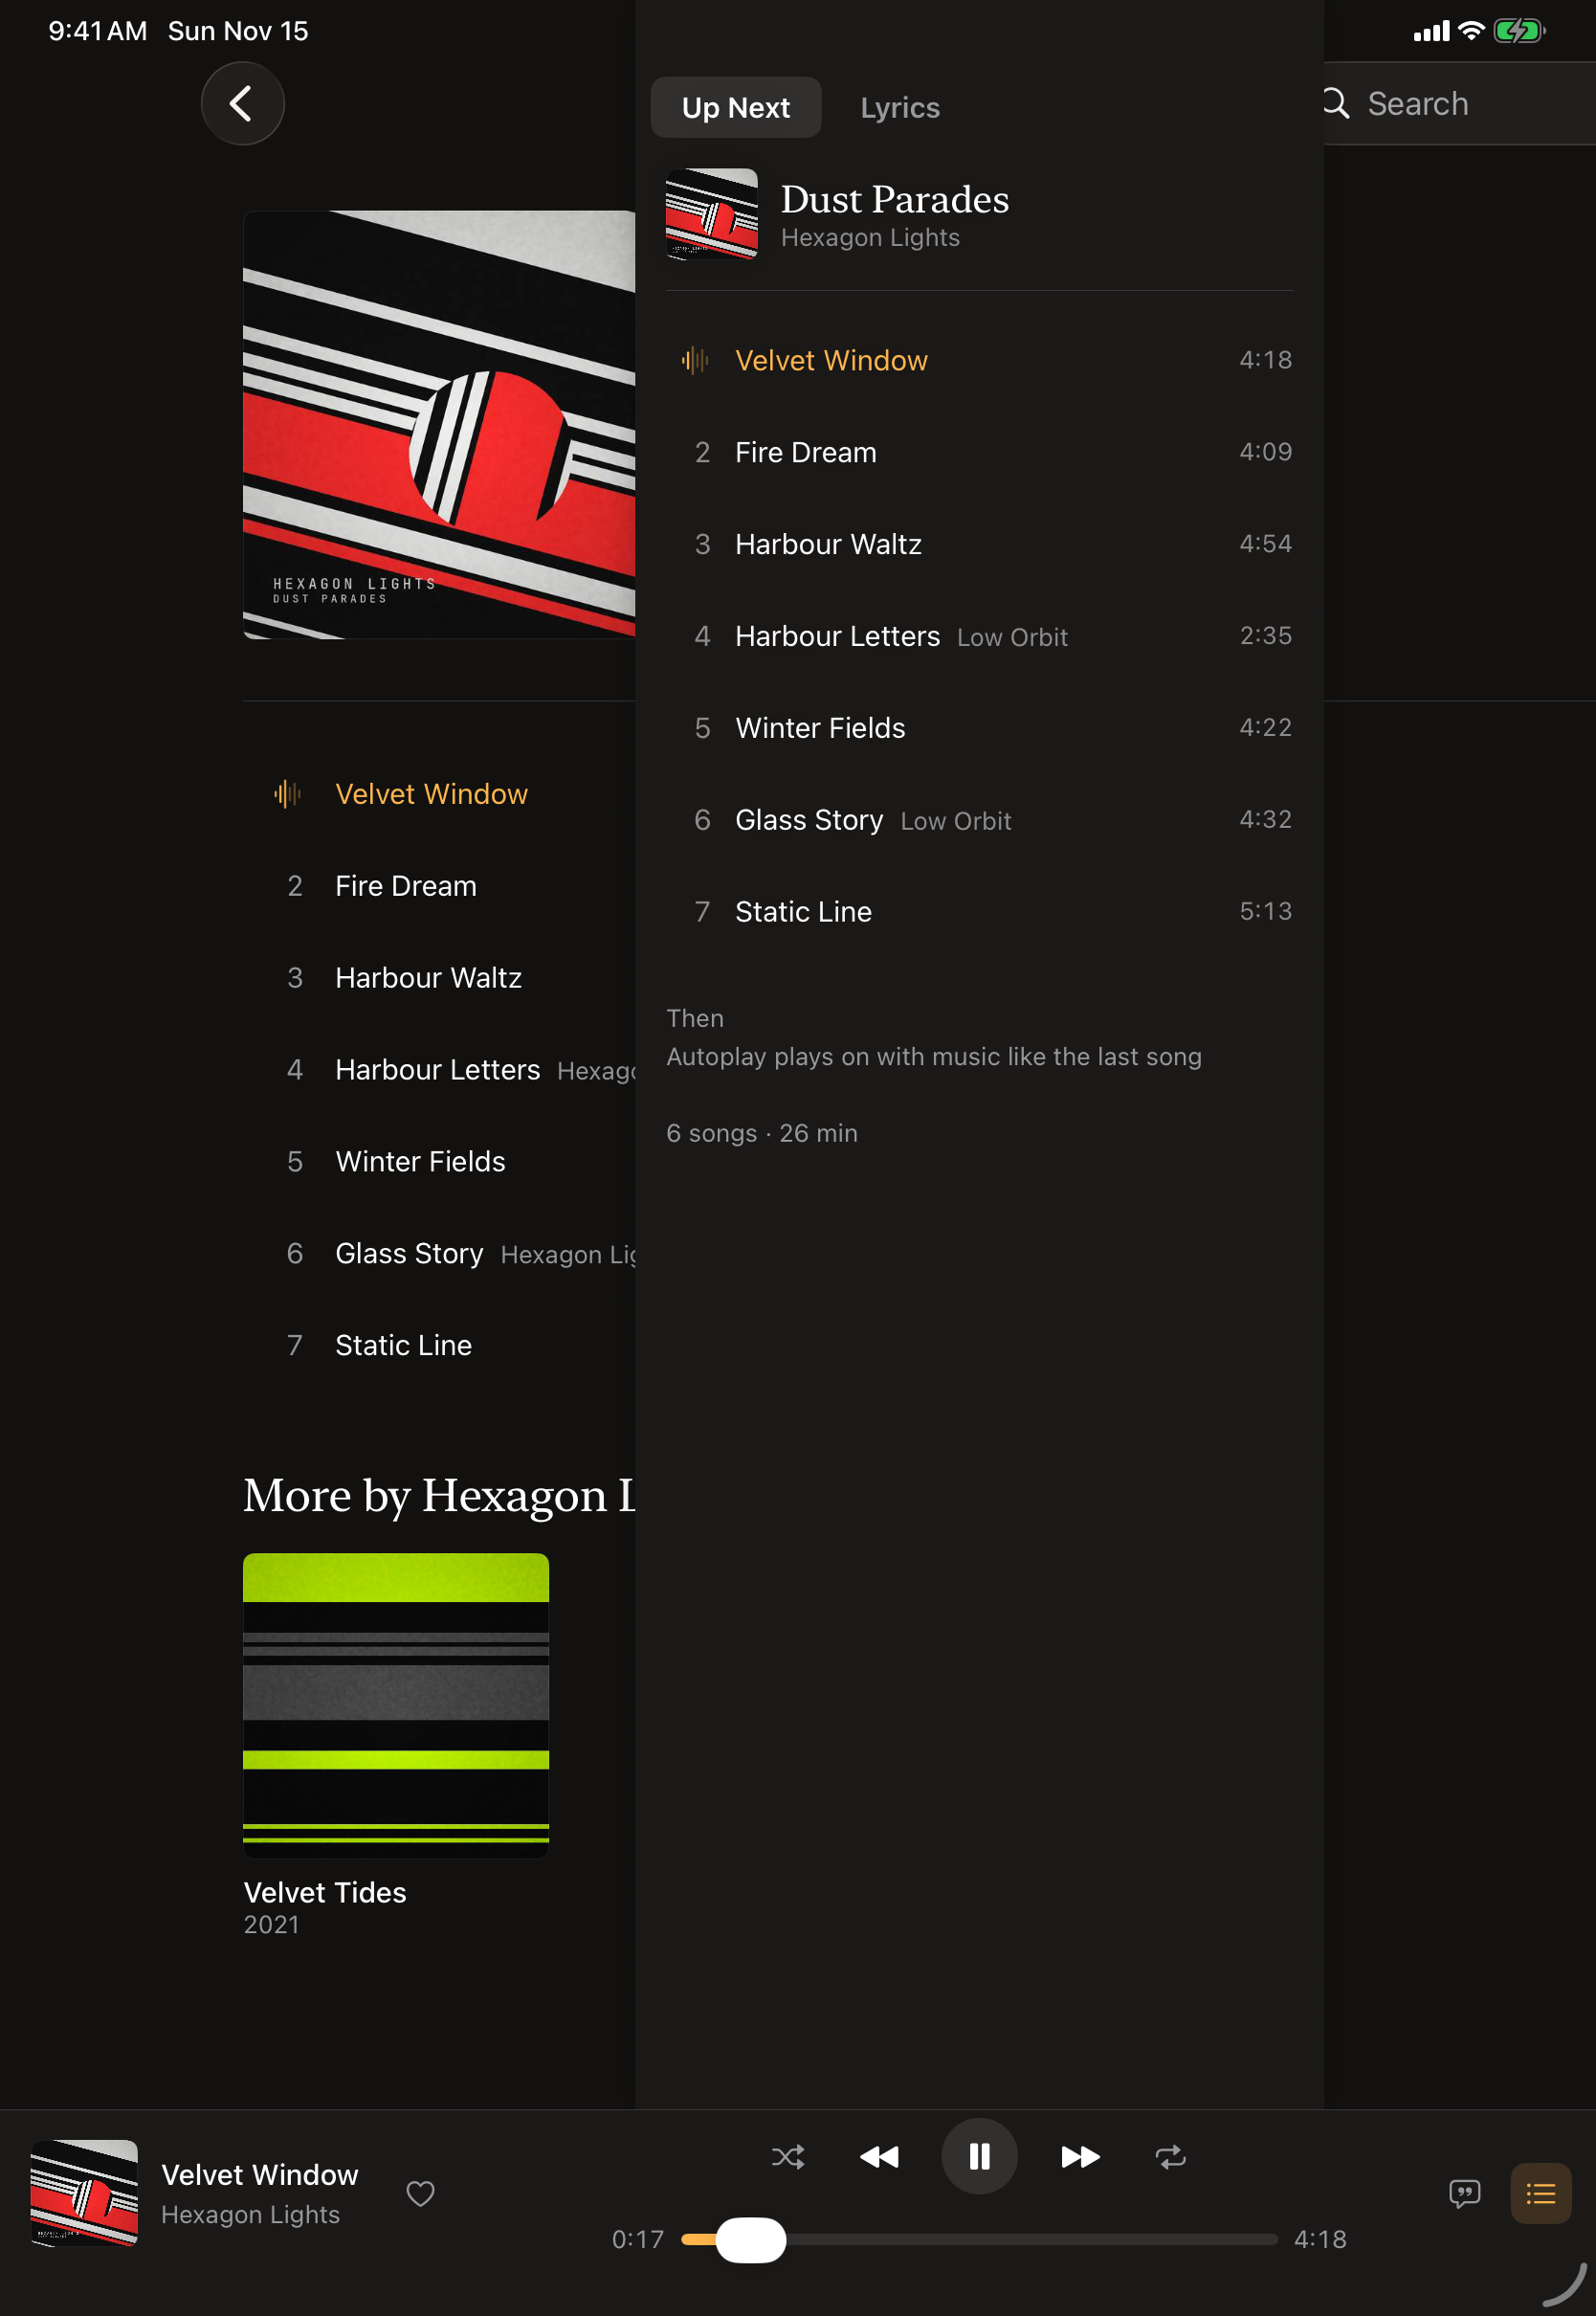 9:41 AM Sun Nov 15
Search
HEXAGON LIGHTS
DUST PARADES
Velvet Window
2 Fire Dream
3 Harbour Waltz
4 Harbour Letters Hexag
5 Winter Fields
6 Glass Story Hexagon Li
7 Static Line
More by Hexagon L
Velvet Tides
2021
Up Next Lyrics
Dust Parades
Hexagon Lights
Velvet Window 4:18
2 Fire Dream 4:09
3 Harbour Waltz 4:54
4 Harbour Letters Low Orbit 2:35
5 Winter Fields 4:22
6 Glass Story Low Orbit 4:32
7 Static Line 5:13
Then
Autoplay plays on with music like the last song
6 songs · 26 min
Velvet Window
Hexagon Lights
0:17 4:18